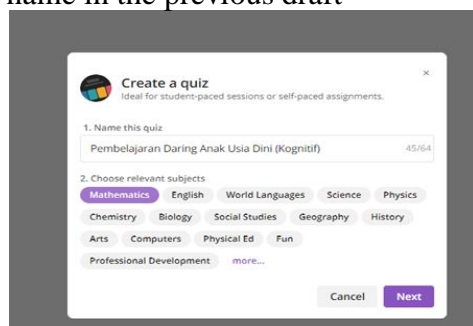 name in the previous draft
Create a quiz
Ideal for student-paced sessions or self-paced assignments.
×
1. Name this quiz
Pembelajaran Daring Anak Usia Dini (Kognitif) 45/64
2. Choose relevant subjects
Mathematics English World Languages Science Physics
Chemistry Biology Social Studies Geography History
Arts Computers Physical Ed Fun
Professional Development more...
Cancel Next